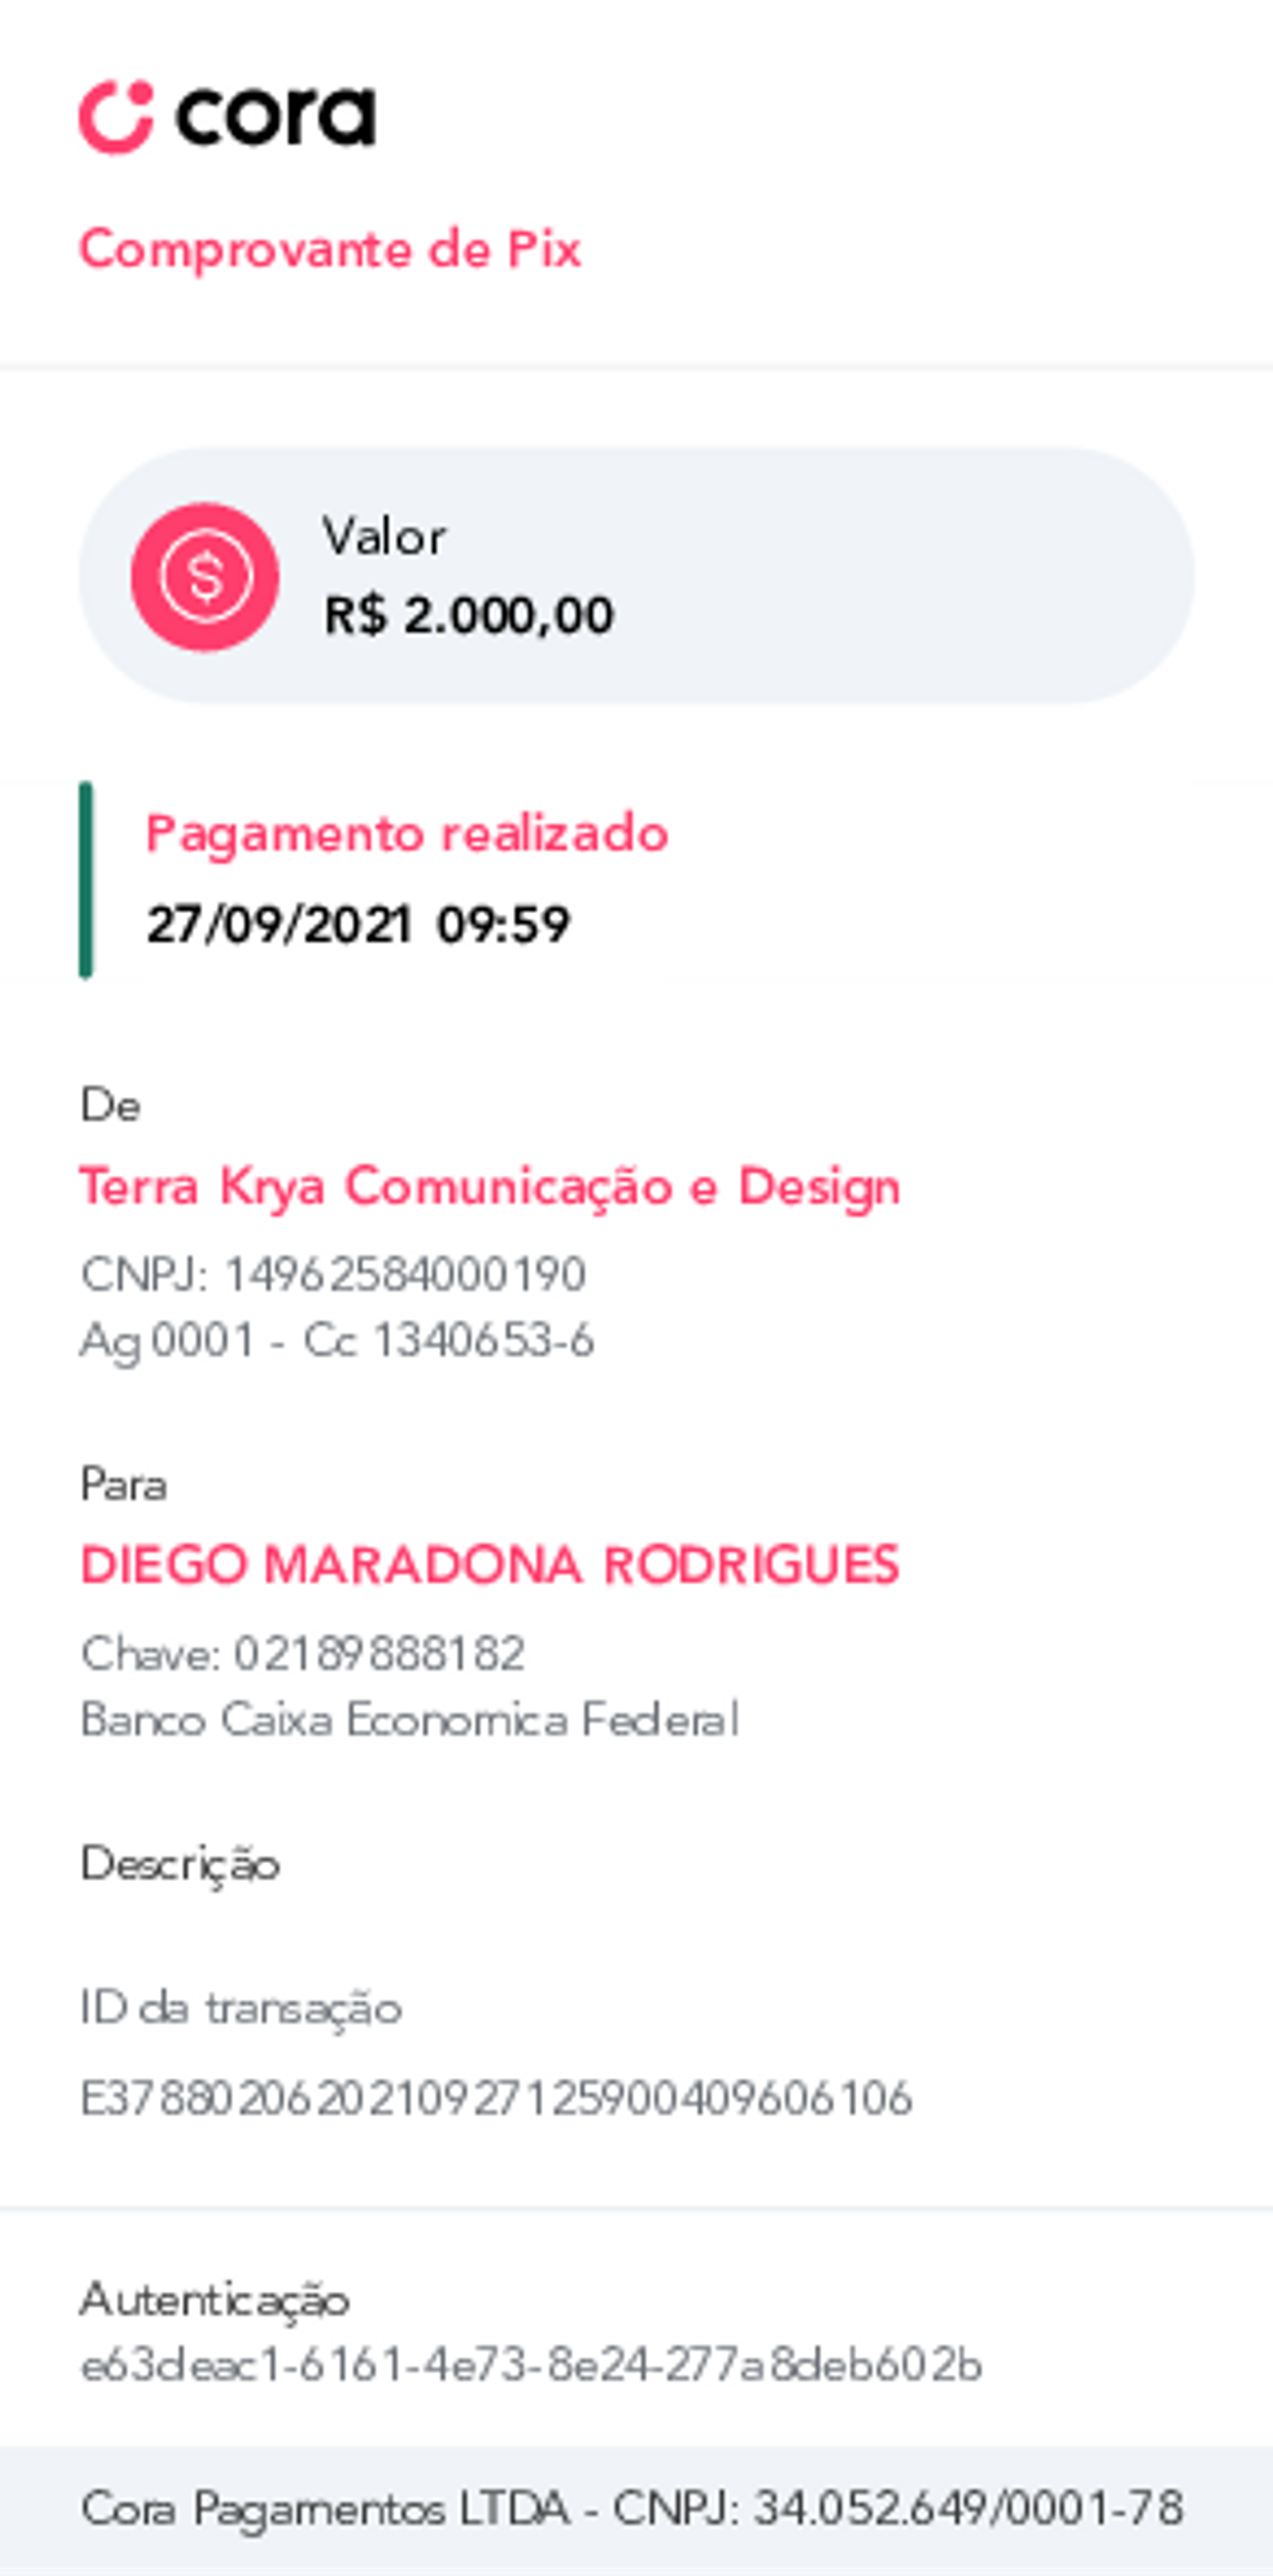 cora
Comprovante de Pix
Valor
R$ 2.000,00
Pagamento realizado
27/09/2021 09:59
De
Terra Krya Comunicação e Design
CNPJ: 14962584000190
Ag 0001 - Cc 1340653-6
Para
DIEGO MARADONA RODRIGUES
Chave: 02189888182
Banco Caixa Economica Federal
Descrição
ID da transação
E3788020620210927125900409606106
Autenticação
e63deac1-6161-4e73-8e24-277a8deb602b
Cora Pagamentos LTDA - CNPJ: 34.052.649/0001-78